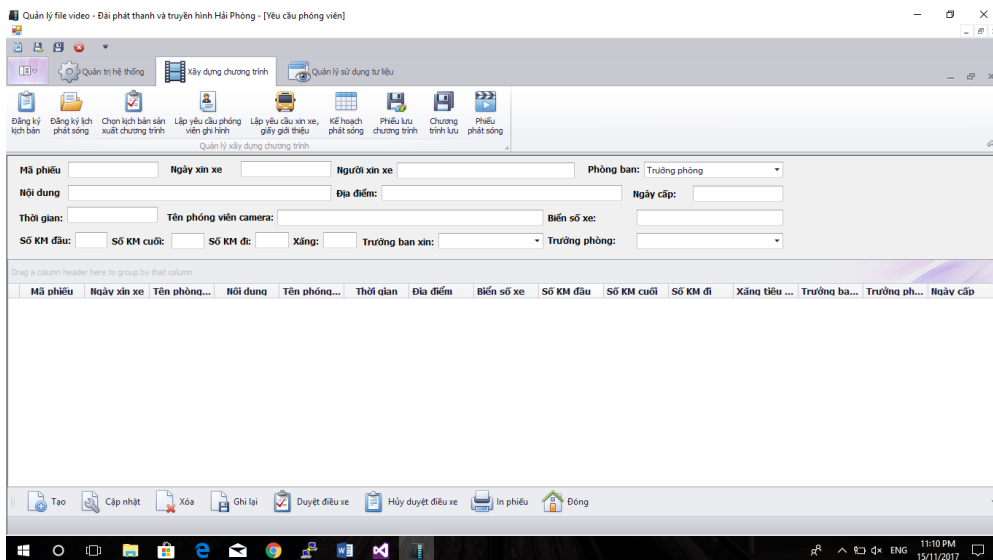 Quản lý file video - Đài phát thanh và truyền hình Hải Phòng - [Yêu cầu phóng viên]
Quản trị hệ thống Xây dựng chương trình Quản lý sử dụng tư liệu
Đăng ký kịch bản Đăng ký lịch phát sóng Chọn kịch bản sản xuất chương trình Lập yêu cầu phóng viên ghi hình Lập yêu cầu xin xe, giấy giới thiệu Kế hoạch phát sóng Phiếu lưu chương trình Chương trình lưu Phiếu phát sóng
Quản lý xây dựng chương trình
Mã phiếu Ngày xin xe Người xin xe Phòng ban: Trưởng phòng
Nội dung Địa điểm: Ngày cấp:
Thời gian: Tên phóng viên camera: Biển số xe:
Số KM đầu: Số KM cuối: Số KM đi: Xăng: Trưởng ban xin: Trưởng phòng:
Drag a column header here to group by that column
Mã phiếu Ngày xin xe Tên phòng... Nội dung Tên phóng... Thời gian Địa điểm Biển số xe Số KM đầu Số KM cuối Số KM đi Xăng tiêu ... Trưởng ba... Trưởng ph... Ngày cấp
Tạo Cập nhật Xóa Ghi lại Duyệt điều xe Hủy duyệt điều xe In phiếu Đóng
ENG 11:10 PM
15/11/2017